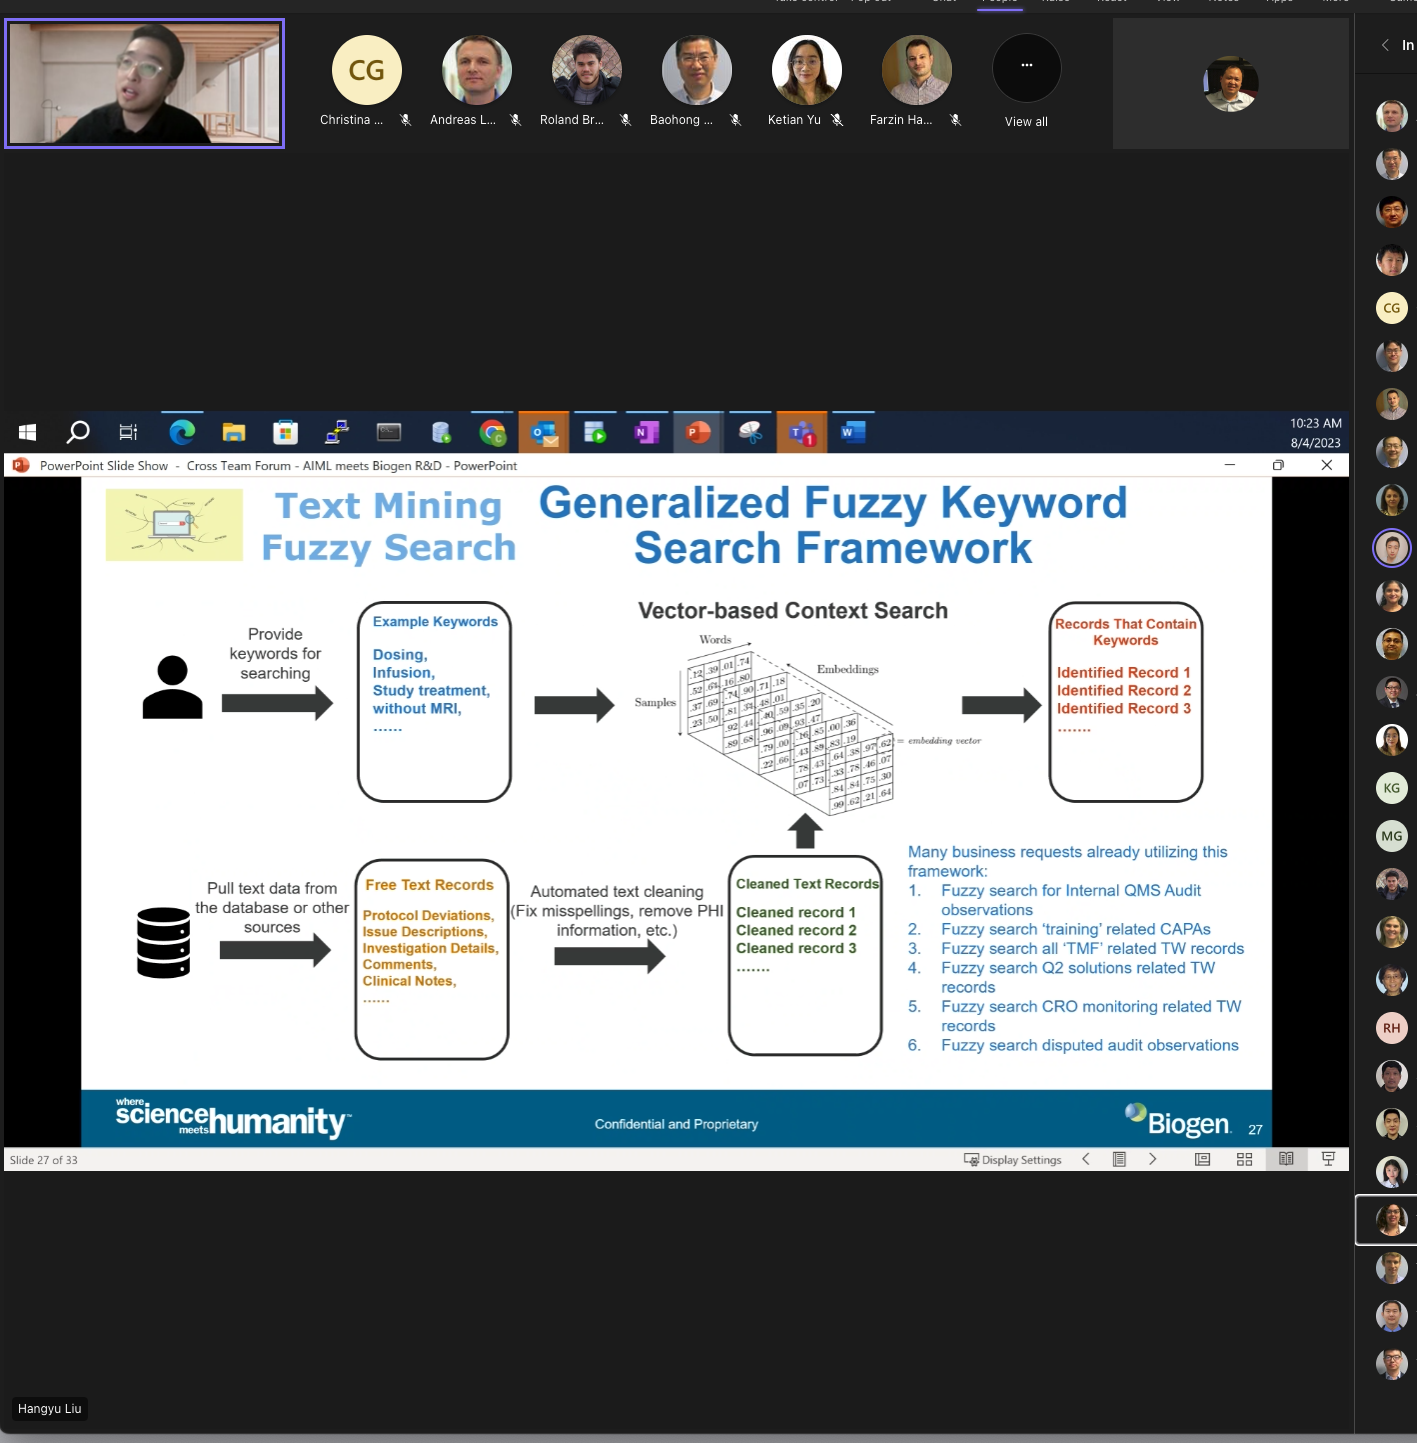 People
In
CG
Christina ...
Andreas L...
Roland Br...
Baohong ...
Ketian Yu
Farzin Ha...
View all
10:23 AM
8/4/2023
PowerPoint Slide Show - Cross Team Forum - AIML meets Biogen R&D - PowerPoint
Text Mining
Fuzzy Search
Generalized Fuzzy Keyword
Search Framework
Provide
keywords for
searching
Example Keywords
Dosing,
Infusion,
Study treatment,
without MRI,
......
Vector-based Context Search
Words
Embeddings
Samples
= embedding vector
Records That Contain
Keywords
Identified Record 1
Identified Record 2
Identified Record 3
.......
Pull text data from
the database or other
sources
Free Text Records
Protocol Deviations,
Issue Descriptions,
Investigation Details,
Comments,
Clinical Notes,
......
Automated text cleaning
(Fix misspellings, remove PHI
information, etc.)
Cleaned Text Records
Cleaned record 1
Cleaned record 2
Cleaned record 3
.......
Many business requests already utilizing this
framework:
1. Fuzzy search for Internal QMS Audit
observations
2. Fuzzy search ‘training’ related CAPAs
3. Fuzzy search all ‘TMF’ related TW records
4. Fuzzy search Q2 solutions related TW
records
5. Fuzzy search CRO monitoring related TW
records
6. Fuzzy search disputed audit observations
where
sciencehumanity™
meets
Confidential and Proprietary
Biogen.
27
Slide 27 of 33
Display Settings
CG
KG
MG
RH
Hangyu Liu